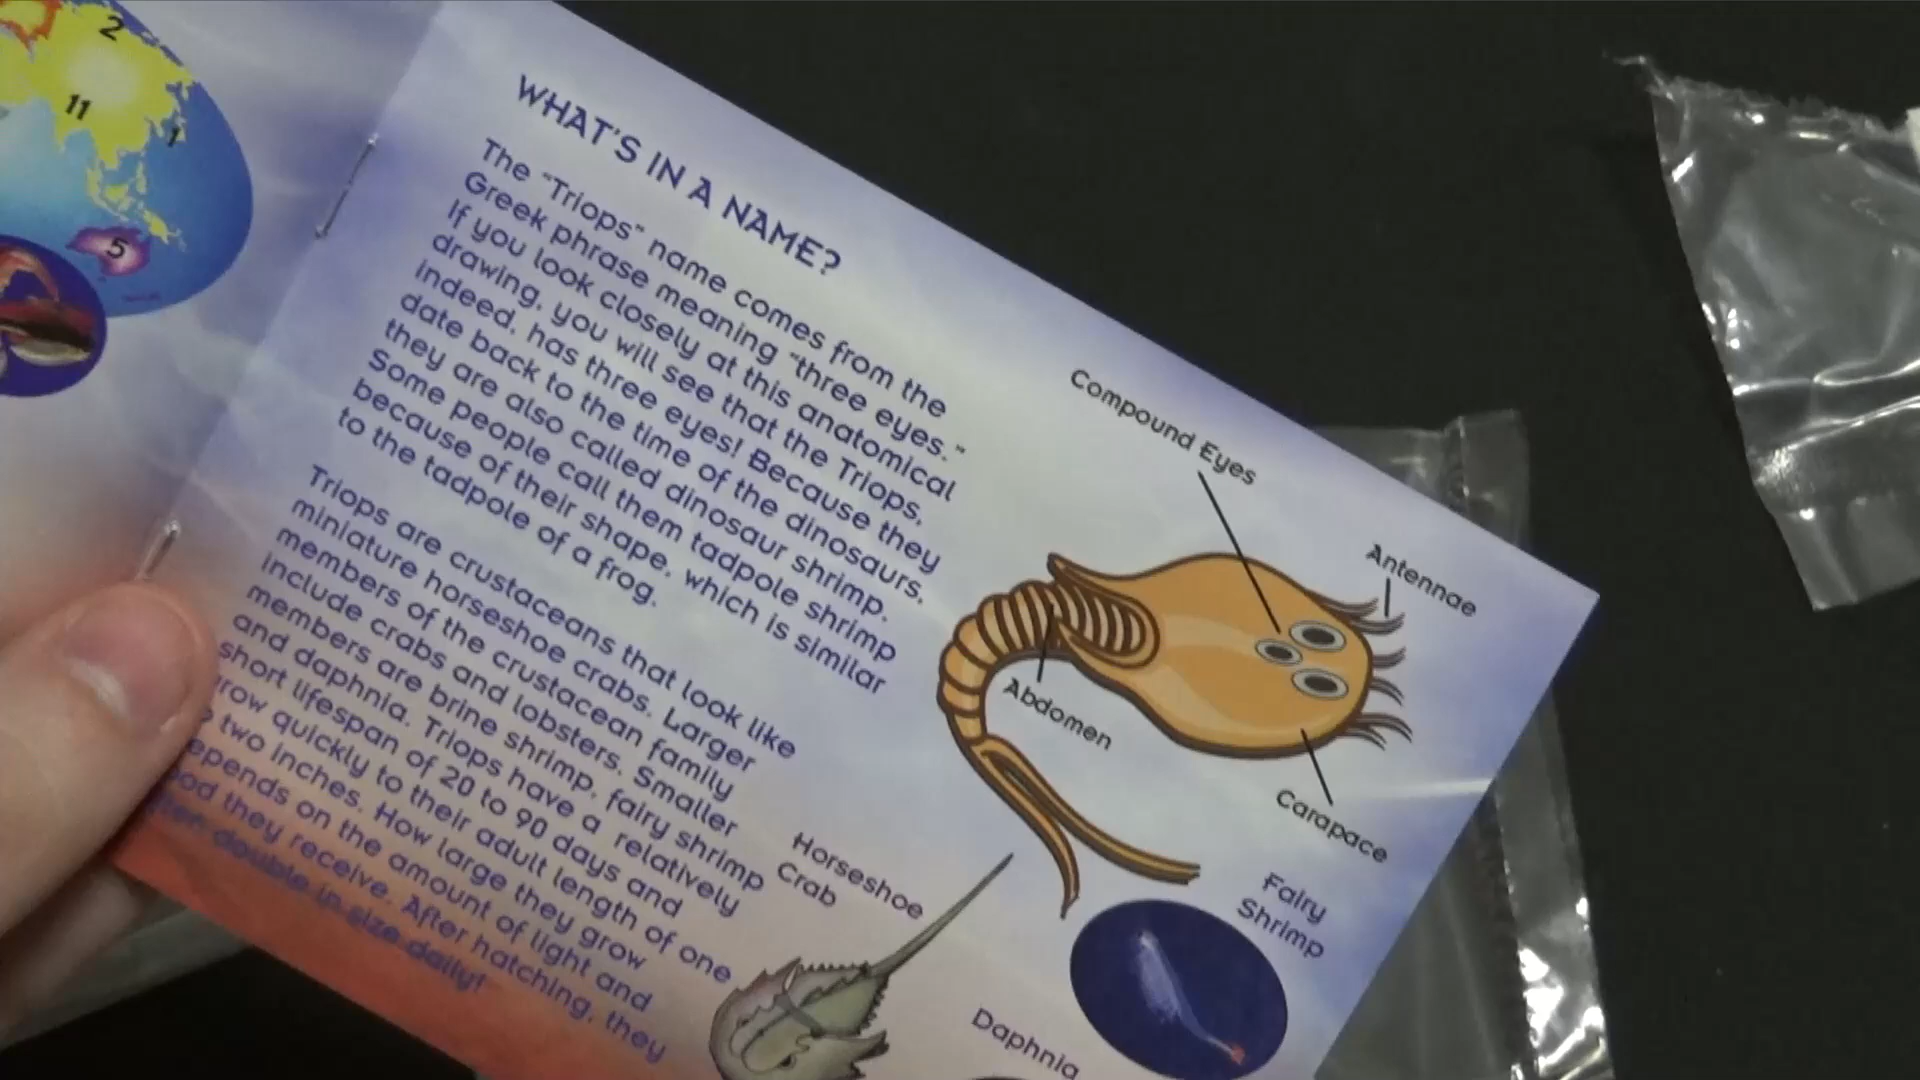 2
11
1
5
WHAT'S IN A NAME?
The "Triops" name comes from the
Greek phrase meaning "three eyes."
If you look closely at this anatomical
drawing, you will see that the Triops,
indeed, has three eyes! Because they
date back to the time of the dinosaurs,
they are also called dinosaur shrimp.
Some people call them tadpole shrimp
because of their shape, which is similar
to the tadpole of a frog.
Triops are crustaceans that look like
miniature horseshoe crabs. Larger
members of the crustacean family
include crabs and lobsters. Smaller
members are brine shrimp, fairy shrimp
and daphnia. Triops have a relatively
short lifespan of 20 to 90 days and
grow quickly to their adult length of one
two inches. How large they grow
depends on the amount of light and
food they receive. After hatching, they
often double in size daily!
Compound Eyes
Antennae
Abdomen
Carapace
Horseshoe
Crab
Fairy
Shrimp
Daphnia